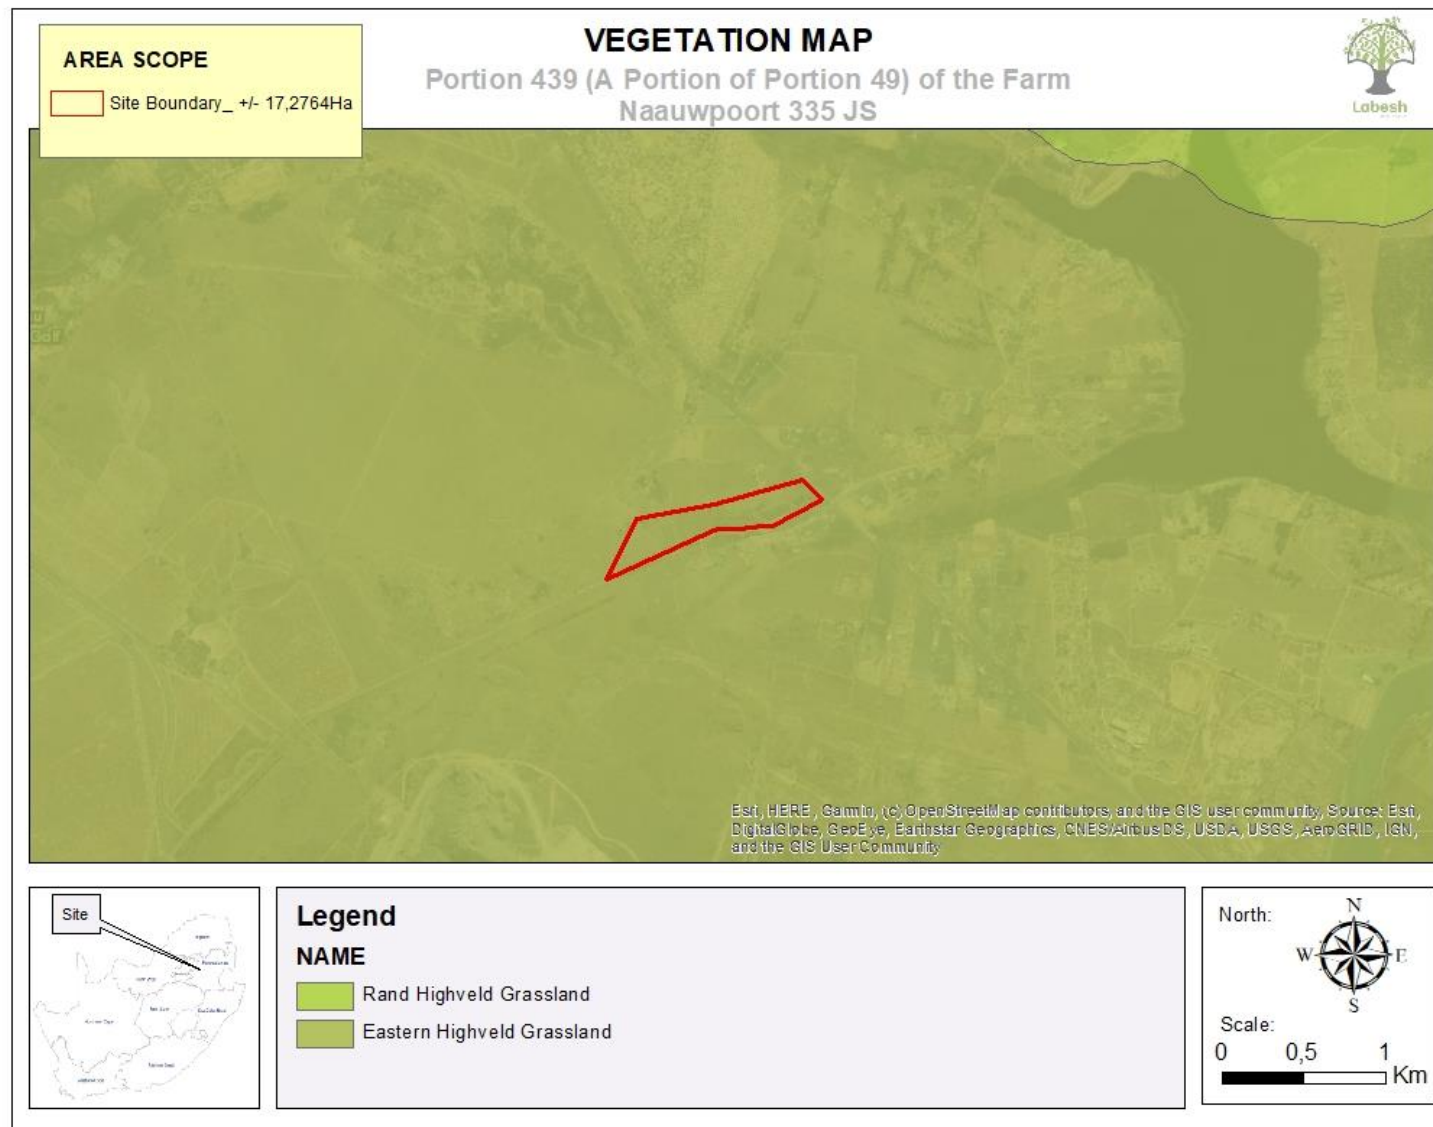 AREA SCOPE
Site Boundary_ +/- 17,2764Ha
VEGETATION MAP
Portion 439 (A Portion of Portion 49) of the Farm
Naauwpoort 335 JS
Labesh
Esri, HERE, Garmin, (c) OpenStreetMap contributors, and the GIS user community, Source: Esri,
DigitalGlobe, GeoEye, Earthstar Geographics, CNES/Airbus DS, USDA, USGS, AeroGRID, IGN,
and the GIS User Community
Site
Legend
NAME
Rand Highveld Grassland
Eastern Highveld Grassland
North:
N
W
E
S
Scale:
0 0,5 1
Km